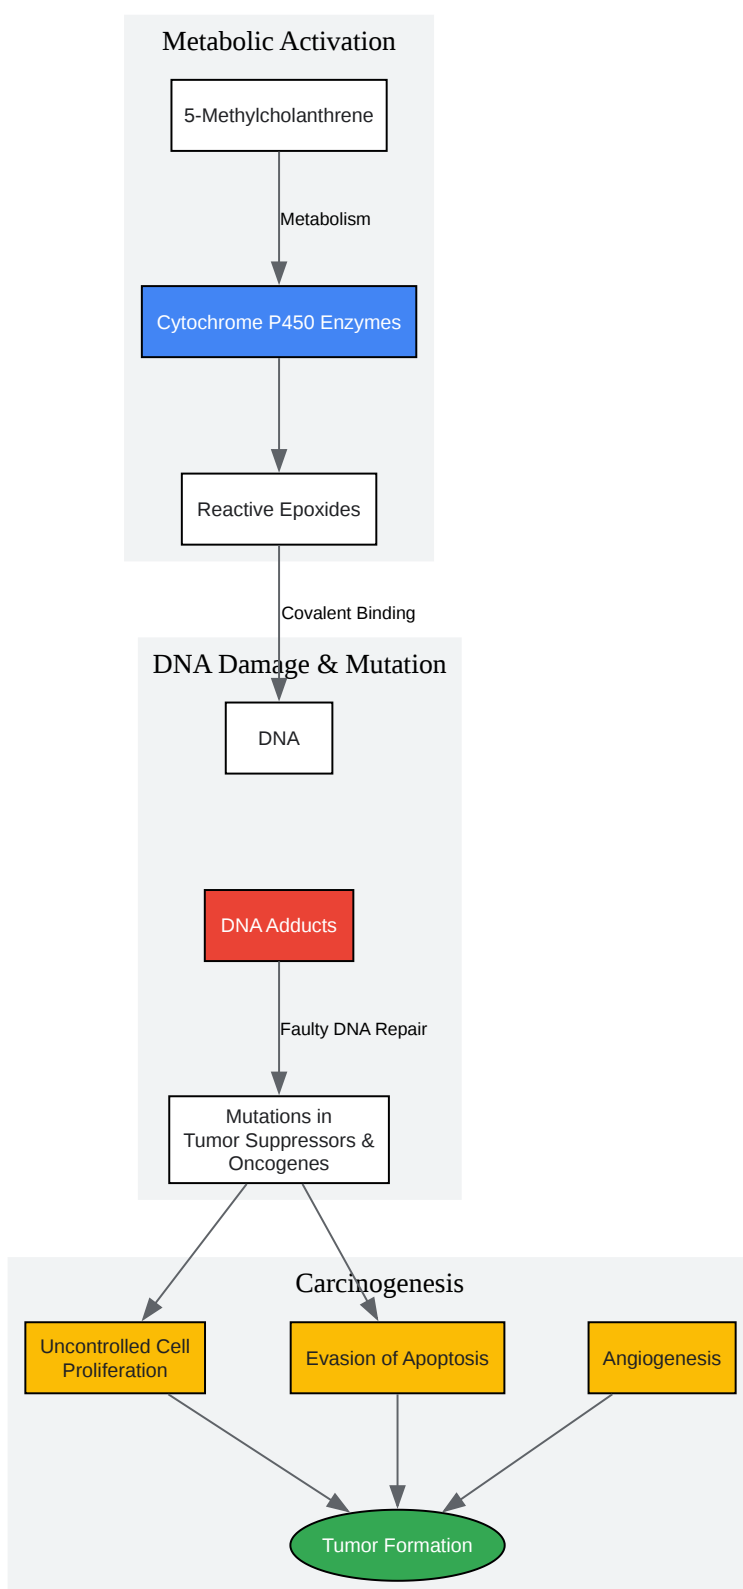 Metabolic Activation
5-Methylcholanthrene
Metabolism
Cytochrome P450 Enzymes
Reactive Epoxides
Covalent Binding
DNA Damage & Mutation
DNA
DNA Adducts
Faulty DNA Repair
Mutations in
Tumor Suppressors &
Oncogenes
Carcinogenesis
Uncontrolled Cell
Proliferation
Evasion of Apoptosis
Angiogenesis
Tumor Formation